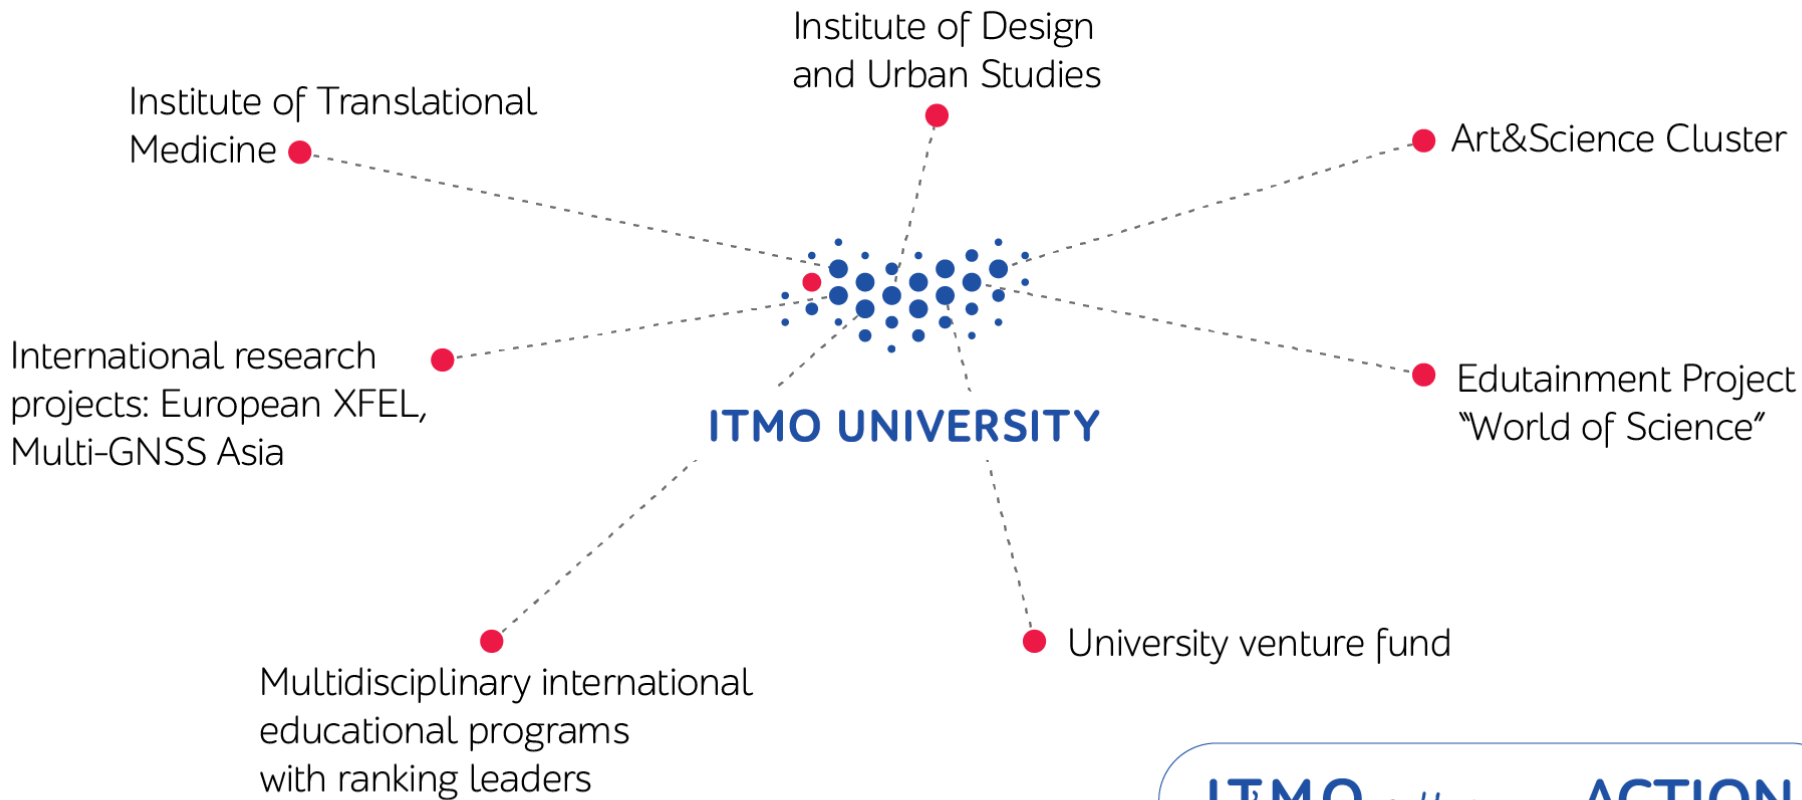 Institute of Design
and Urban Studies
Institute of Translational
Medicine
Art&Science Cluster
International research
projects: European XFEL,
Multi-GNSS Asia
Edutainment Project
“World of Science”
ITMO UNIVERSITY
University venture fund
Multidisciplinary international
educational programs
with ranking leaders
ACTION